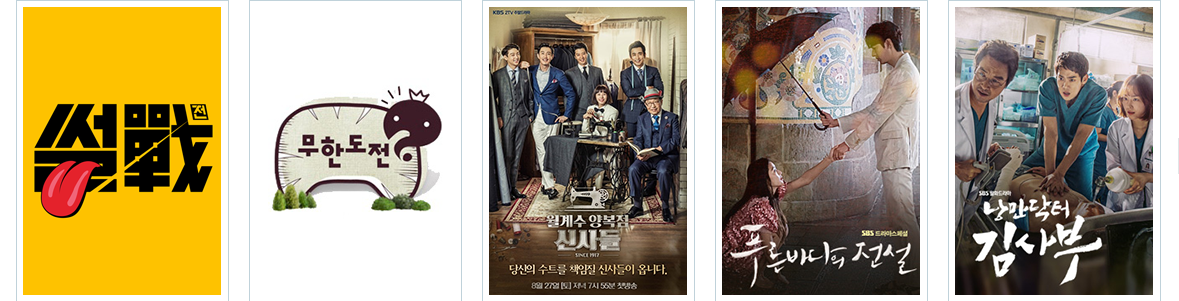 썰戰
전
무한도전
KBS 2TV 주말드라마
월계수 양복점
신사들
SINCE 1917
당신의 수트를 책임질 신사들이 옵니다.
8월 27일 [토] 저녁 7시 55분 첫방송
SBS 드라마스페셜
푸른바다의 전설
SBS 월화드라마
낭만닥터
김사부